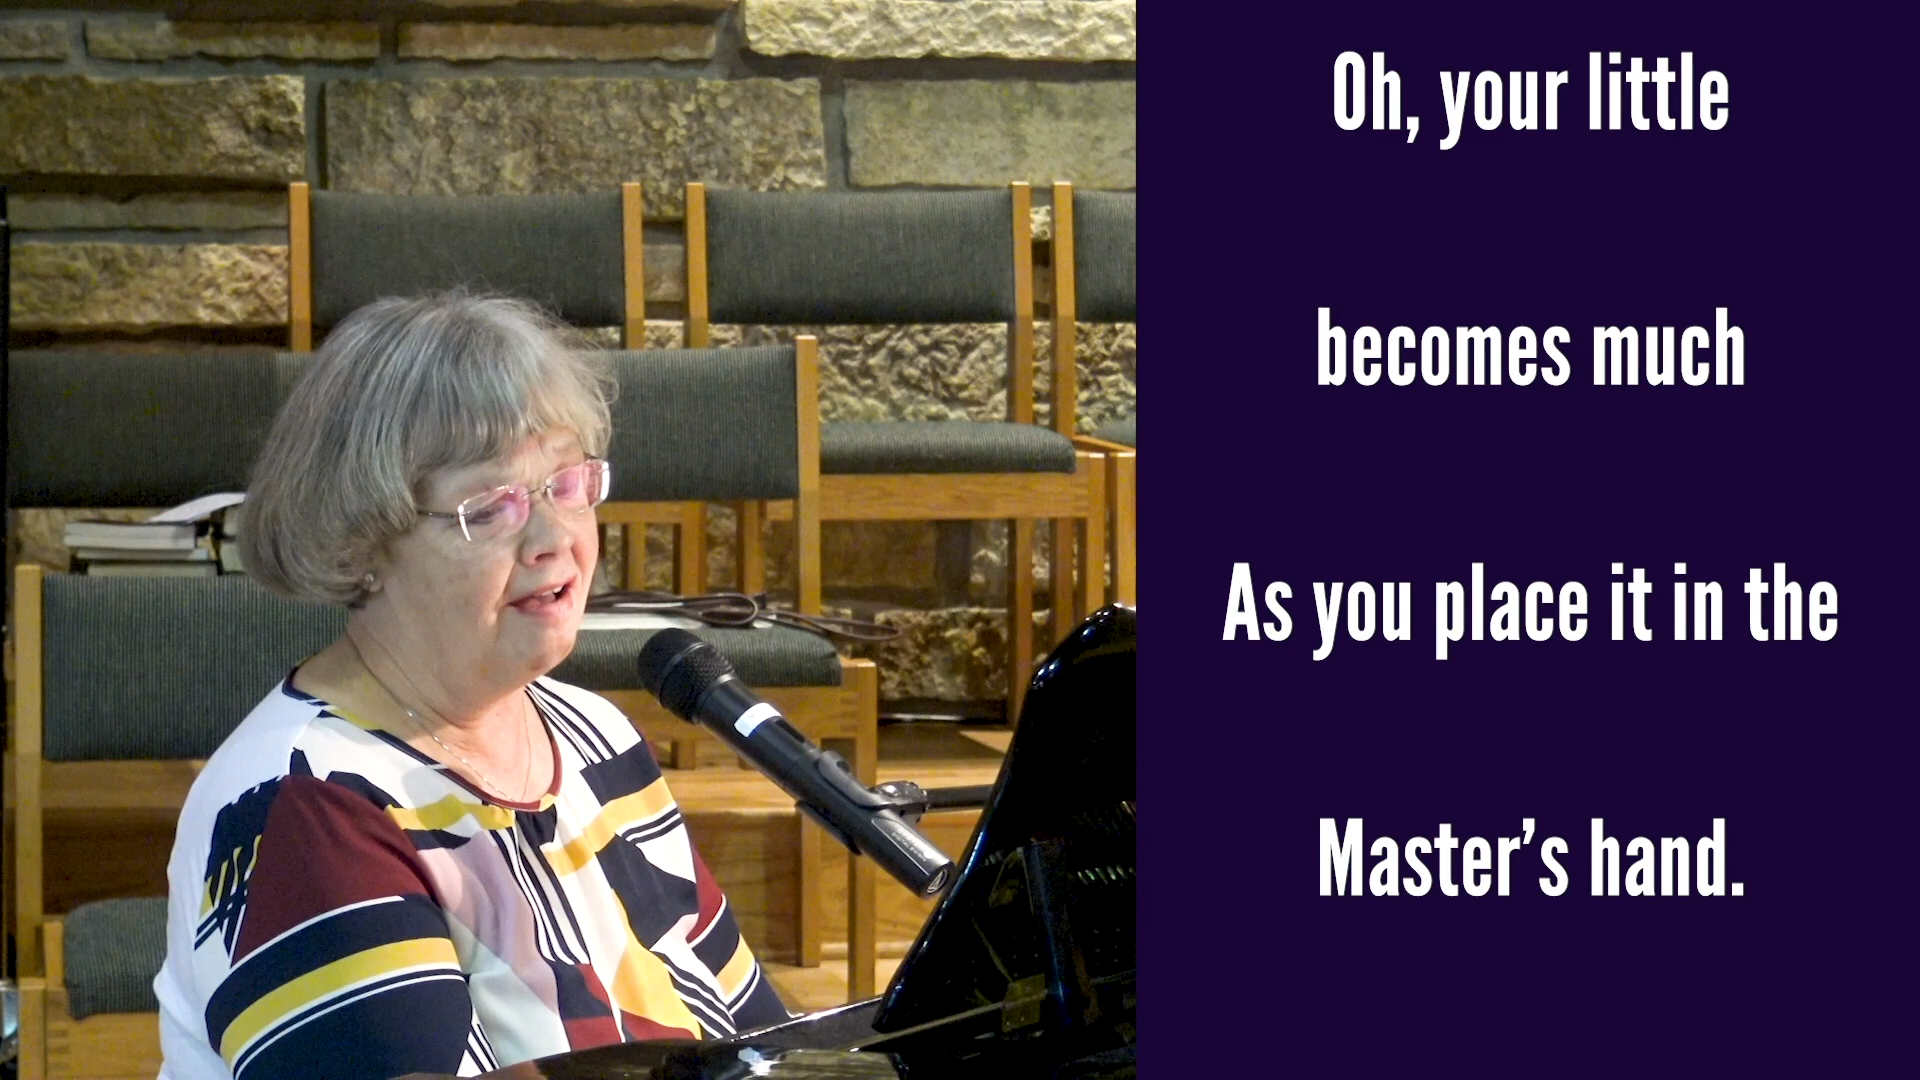 Oh, your little
becomes much
As you place it in the
Master’s hand.